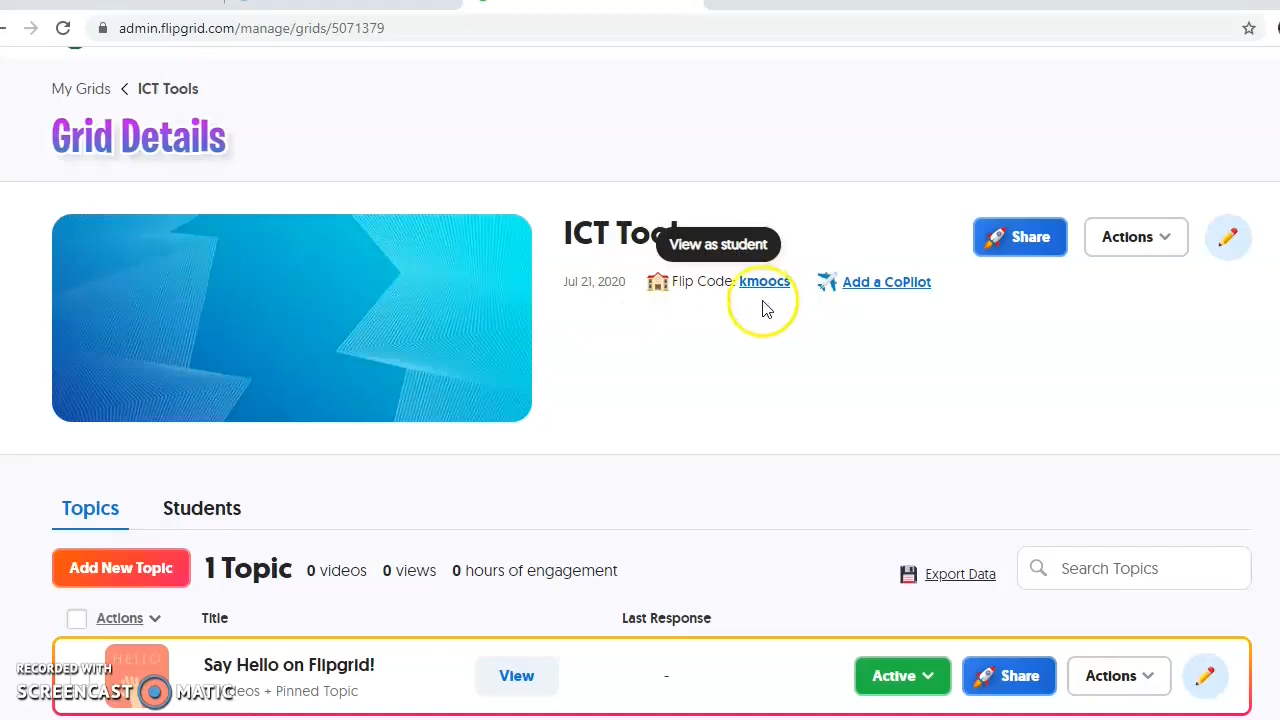 admin.flipgrid.com/manage/grids/5071379
My Grids < ICT Tools
Grid Details
ICT Too
View as student
Share
Actions
Jul 21, 2020
Flip Code: kmoocs
Add a CoPilot
Topics
Students
Add New Topic
1 Topic
0 videos
0 views
0 hours of engagement
Export Data
Search Topics
Actions
Title
Last Response
HELLO
Say Hello on Flipgrid!
View
-
Active
Share
Actions
deos + Pinned Topic
RECORDED WITH
SCREENCAST MATIC